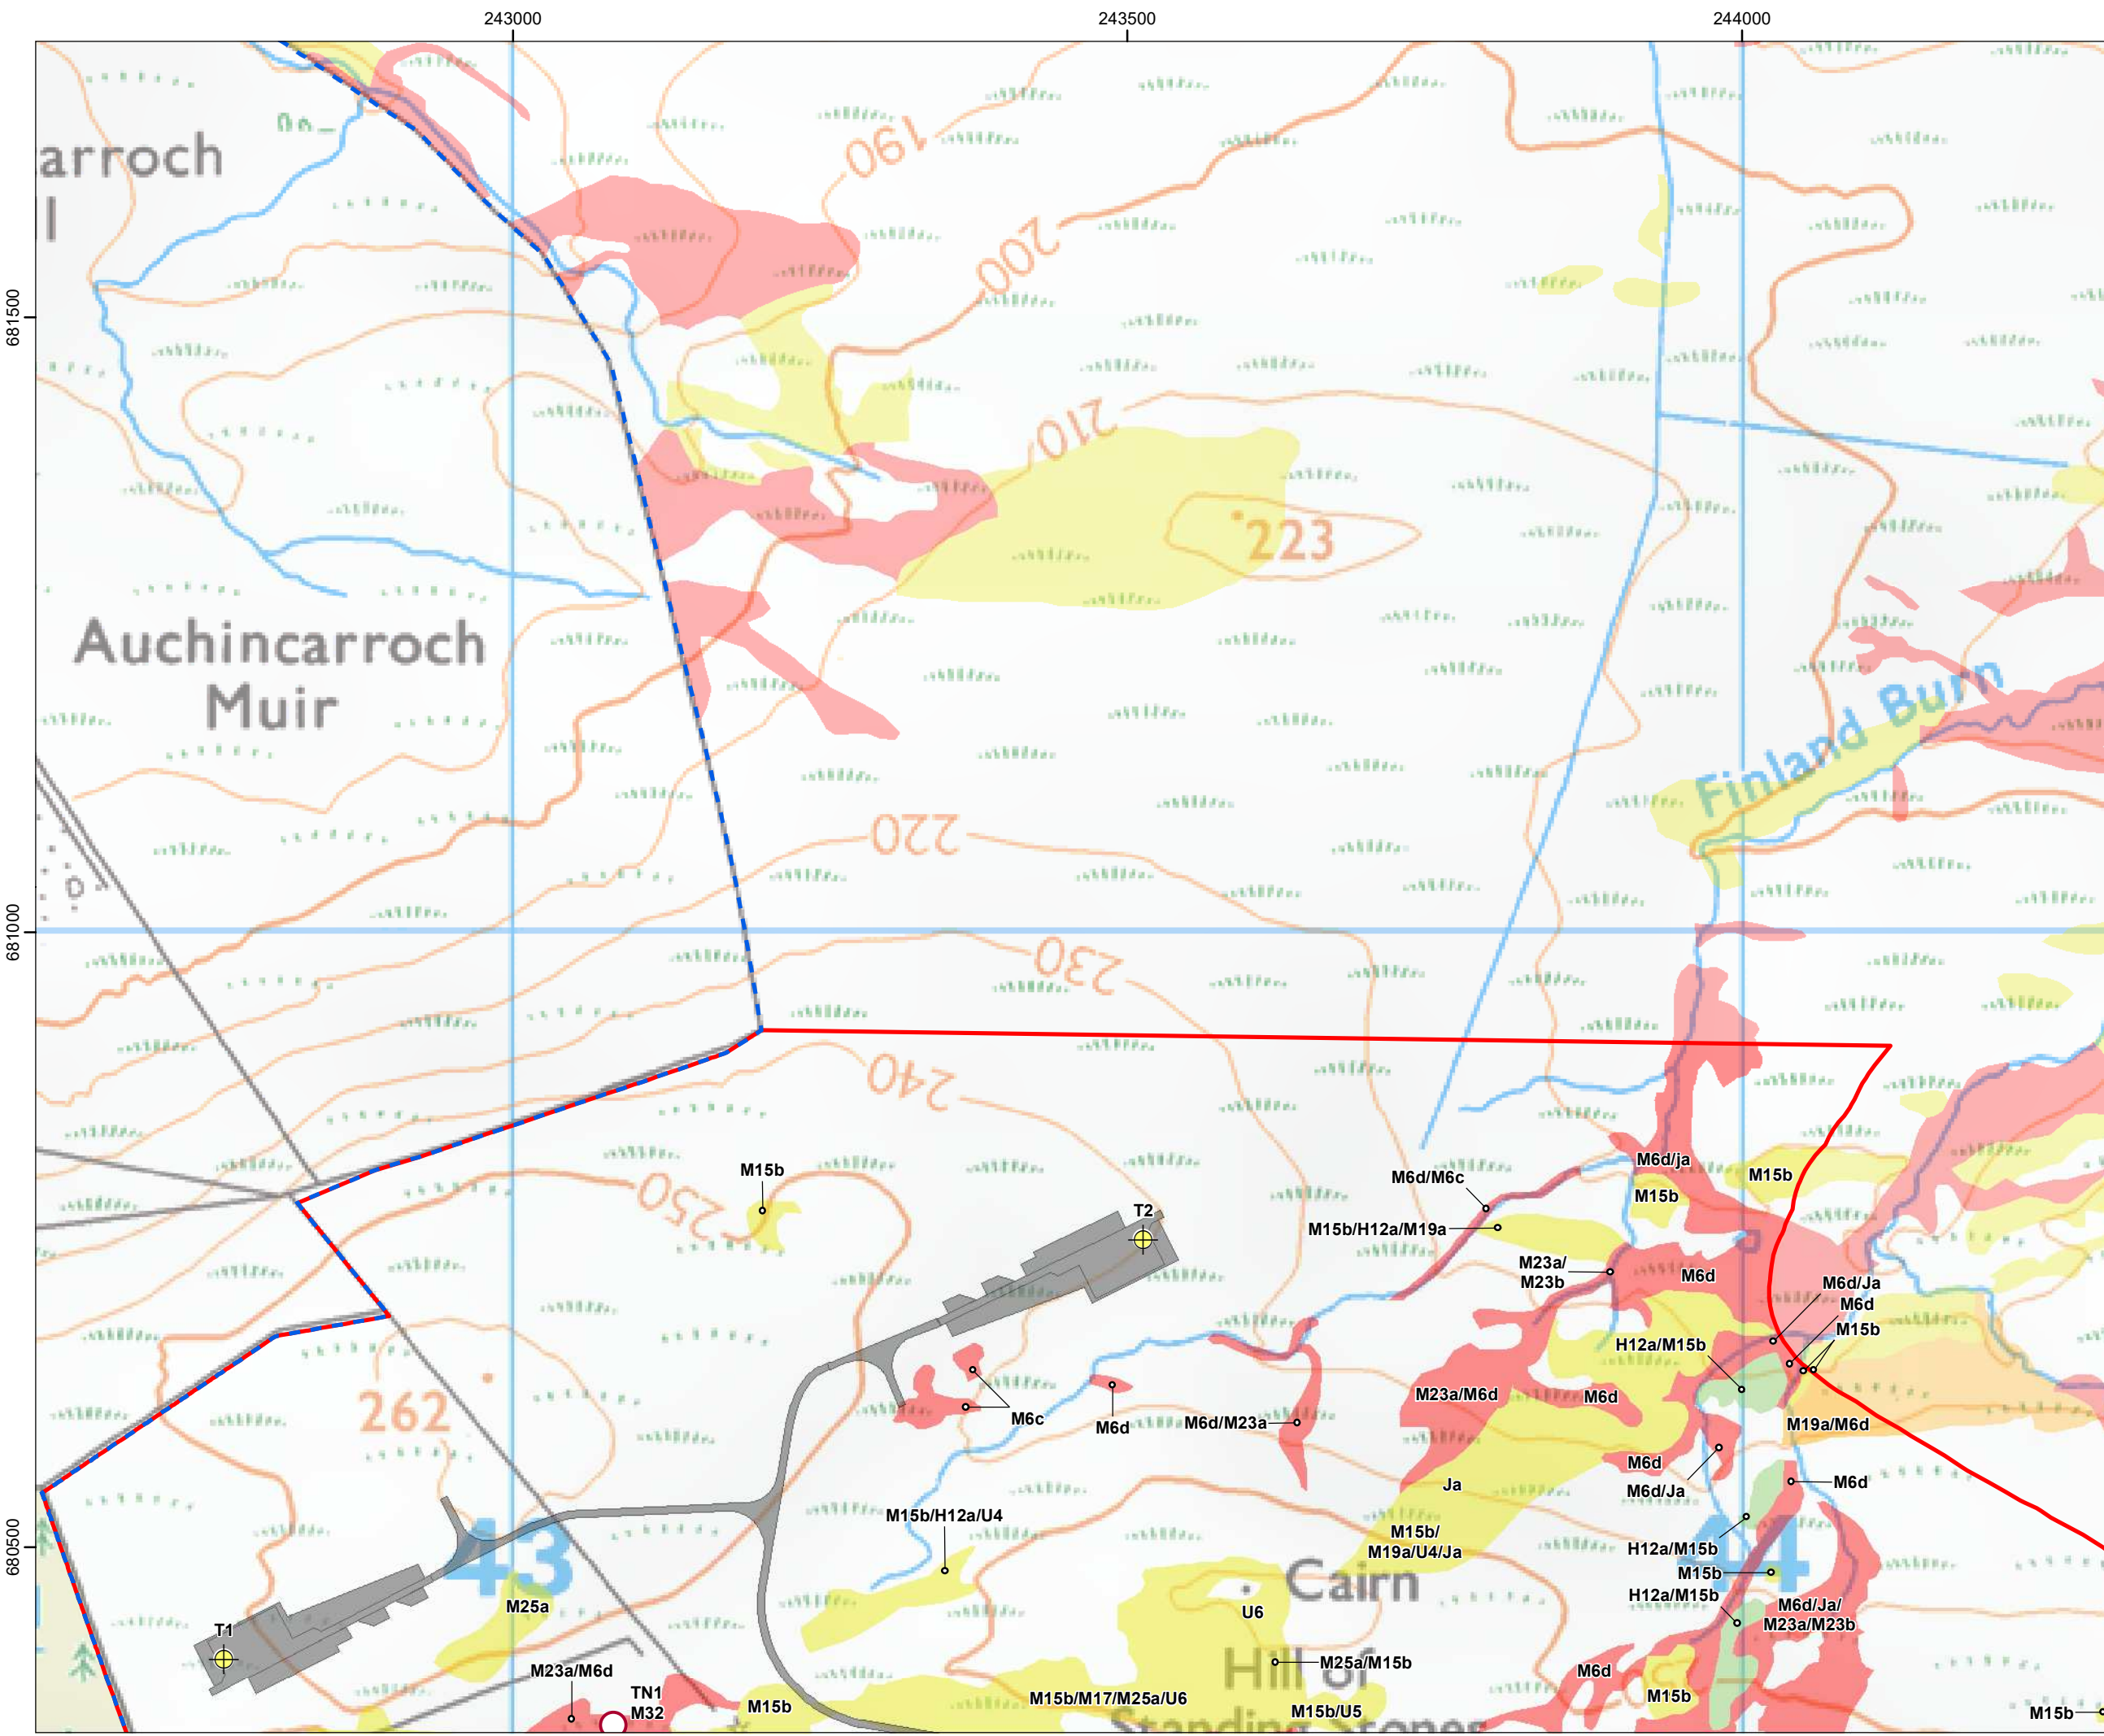 243000
243500
244000
681500
681000
680500
arroch
190
200
210
223
Auchincarroch
Muir
Finland Burn
220
230
240
250
262
M15b
T2
M6d/M6c
M15b/H12a/M19a
M6d/ja
M15b
M15b
M23a/
M23b
M6d
M6d/Ja
M6d
M15b
H12a/M15b
M6c
M6d
M6d/M23a
M23a/M6d
M6d
M19a/M6d
M6d
M6d/Ja
M6d
Ja
M15b/H12a/U4
M15b/
M19a/U4/Ja
H12a/M15b
44
M15b
H12a/M15b
M6d/Ja/
M23a/M23b
43
M25a
T1
Cairn
U6
Hill of
Standing Stones
M25a/M15b
M23a/M6d
TN1
M32
M15b
M15b/M17/M25a/U6
M15b/U5
M6d
M15b
M15b